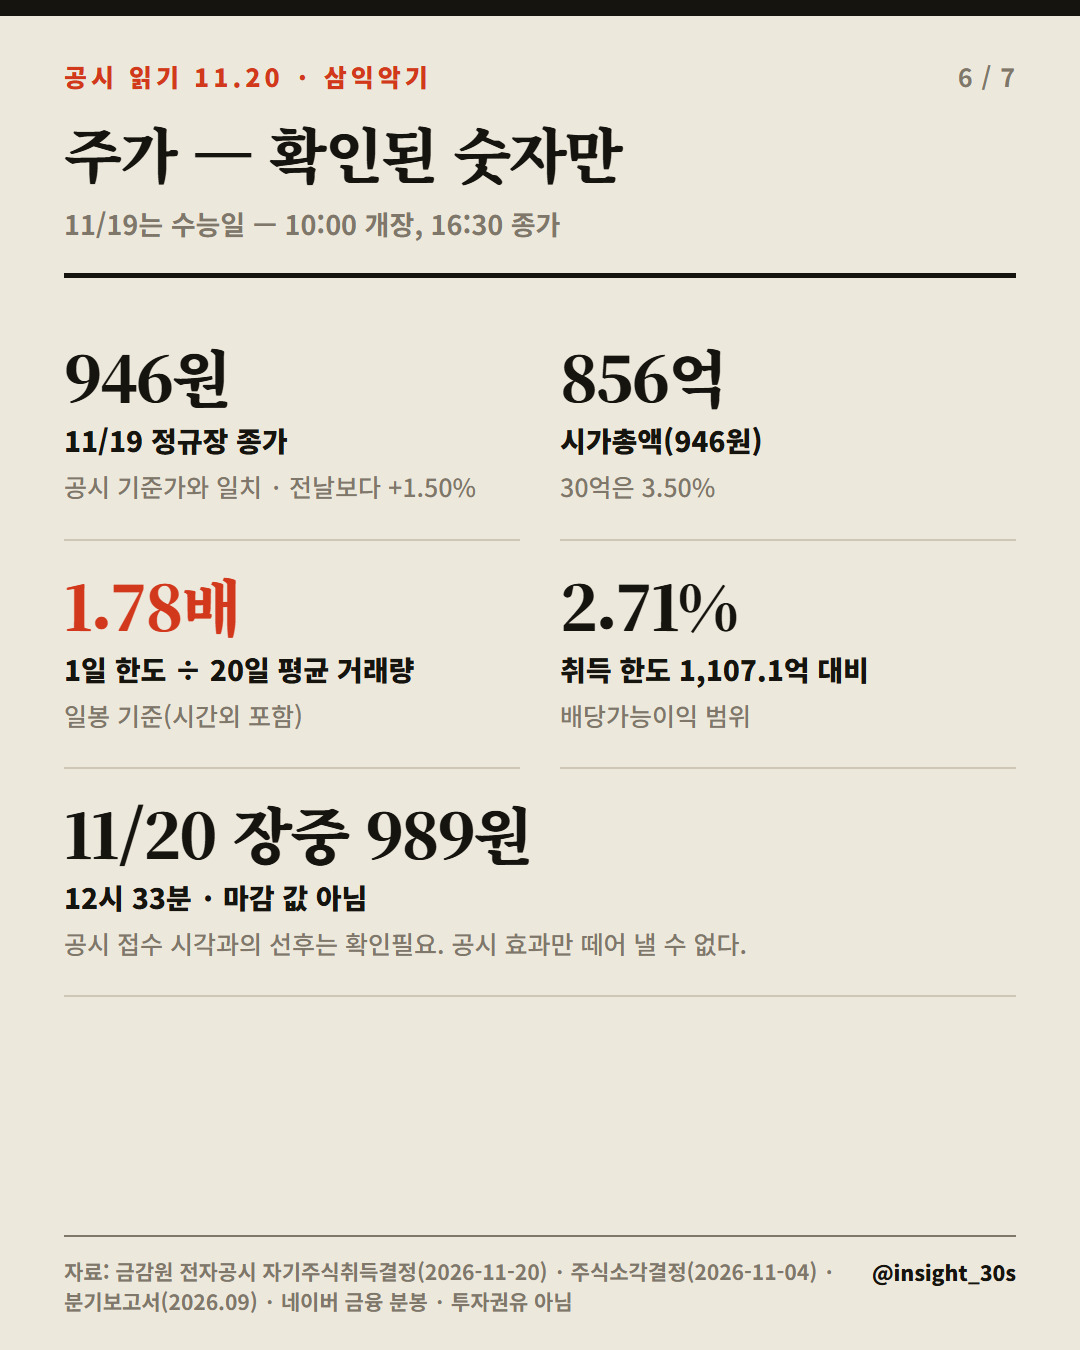 공시 읽기 11.20 · 삼익악기
6 / 7
주가 — 확인된 숫자만
11/19는 수능일 — 10:00 개장, 16:30 종가
946원
11/19 정규장 종가
공시 기준가와 일치 · 전날보다 +1.50%
856억
시가총액(946원)
30억은 3.50%
1.78배
1일 한도 ÷ 20일 평균 거래량
일봉 기준(시간외 포함)
2.71%
취득 한도 1,107.1억 대비
배당가능이익 범위
11/20 장중 989원
12시 33분 · 마감 값 아님
공시 접수 시각과의 선후는 확인필요. 공시 효과만 떼어 낼 수 없다.
자료: 금감원 전자공시 자기주식취득결정(2026-11-20) · 주식소각결정(2026-11-04) ·
분기보고서(2026.09) · 네이버 금융 분봉 · 투자권유 아님
@insight_30s